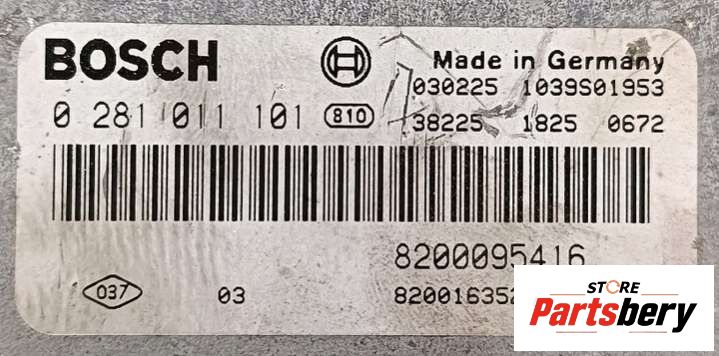 BOSCH
Made in Germany
030225 1039S01953
0 281 011 101 810
38225 1825 0672
8200095416
037 03
82001635
STORE
Partsbery